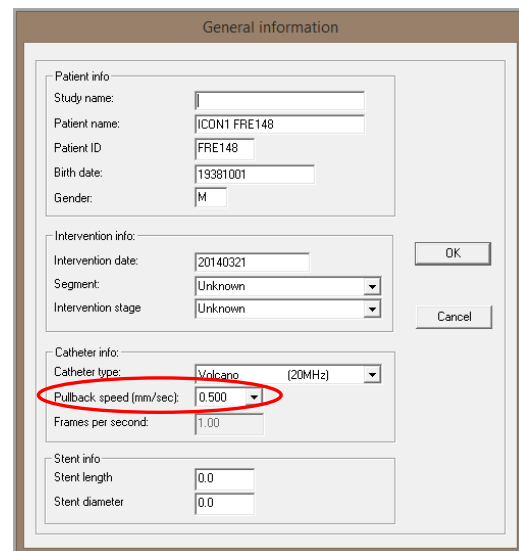 General information
Patient info
Study name:
Patient name: ICON1 FRE148
Patient ID FRE148
Birth date: 19381001
Gender: M
Intervention info:
Intervention date: 20140321
Segment: Unknown
Intervention stage Unknown
OK
Cancel
Catheter info:
Catheter type: Volcano (20MHz)
Pullback speed (mm/sec): 0.500
Frames per second: 1.00
Stent info
Stent length 0.0
Stent diameter 0.0